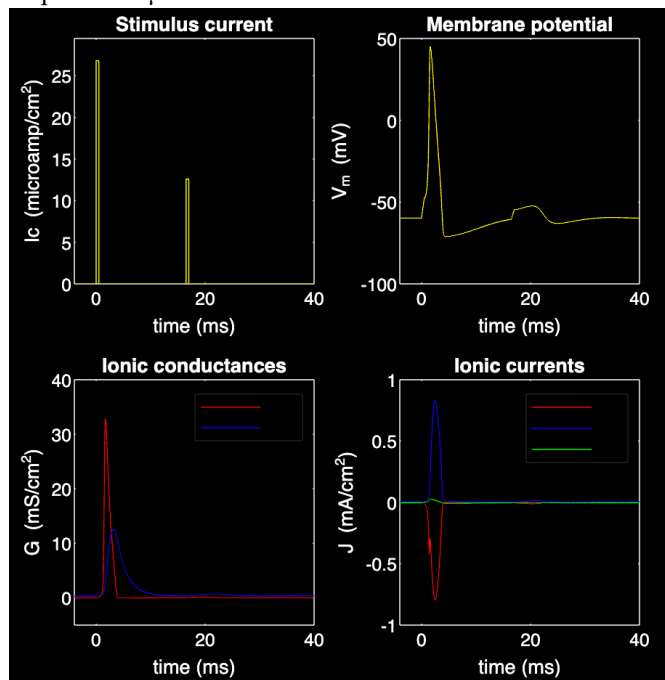 Stimulus current
Ic (microamp/cm²)
25
20
15
10
5
0
0 20 40
time (ms)
Membrane potential
Vₘ (mV)
50
0
-50
-100
0 20 40
time (ms)
Ionic conductances
G (mS/cm²)
40
30
20
10
0
0 20 40
time (ms)
Ionic currents
J (mA/cm²)
1
0.5
0
-0.5
-1
0 20 40
time (ms)